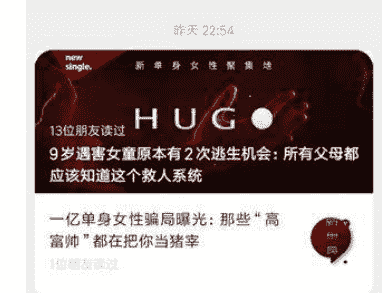 昨天 22:54
new
single.
新单身女性聚集地
HUGO
13位朋友读过
9岁遇害女童原本有2次逃生机会：所有父母都
应该知道这个救人系统
一亿单身女性骗局曝光：那些“高
富帅”都在把你当猪宰
1位朋友读过